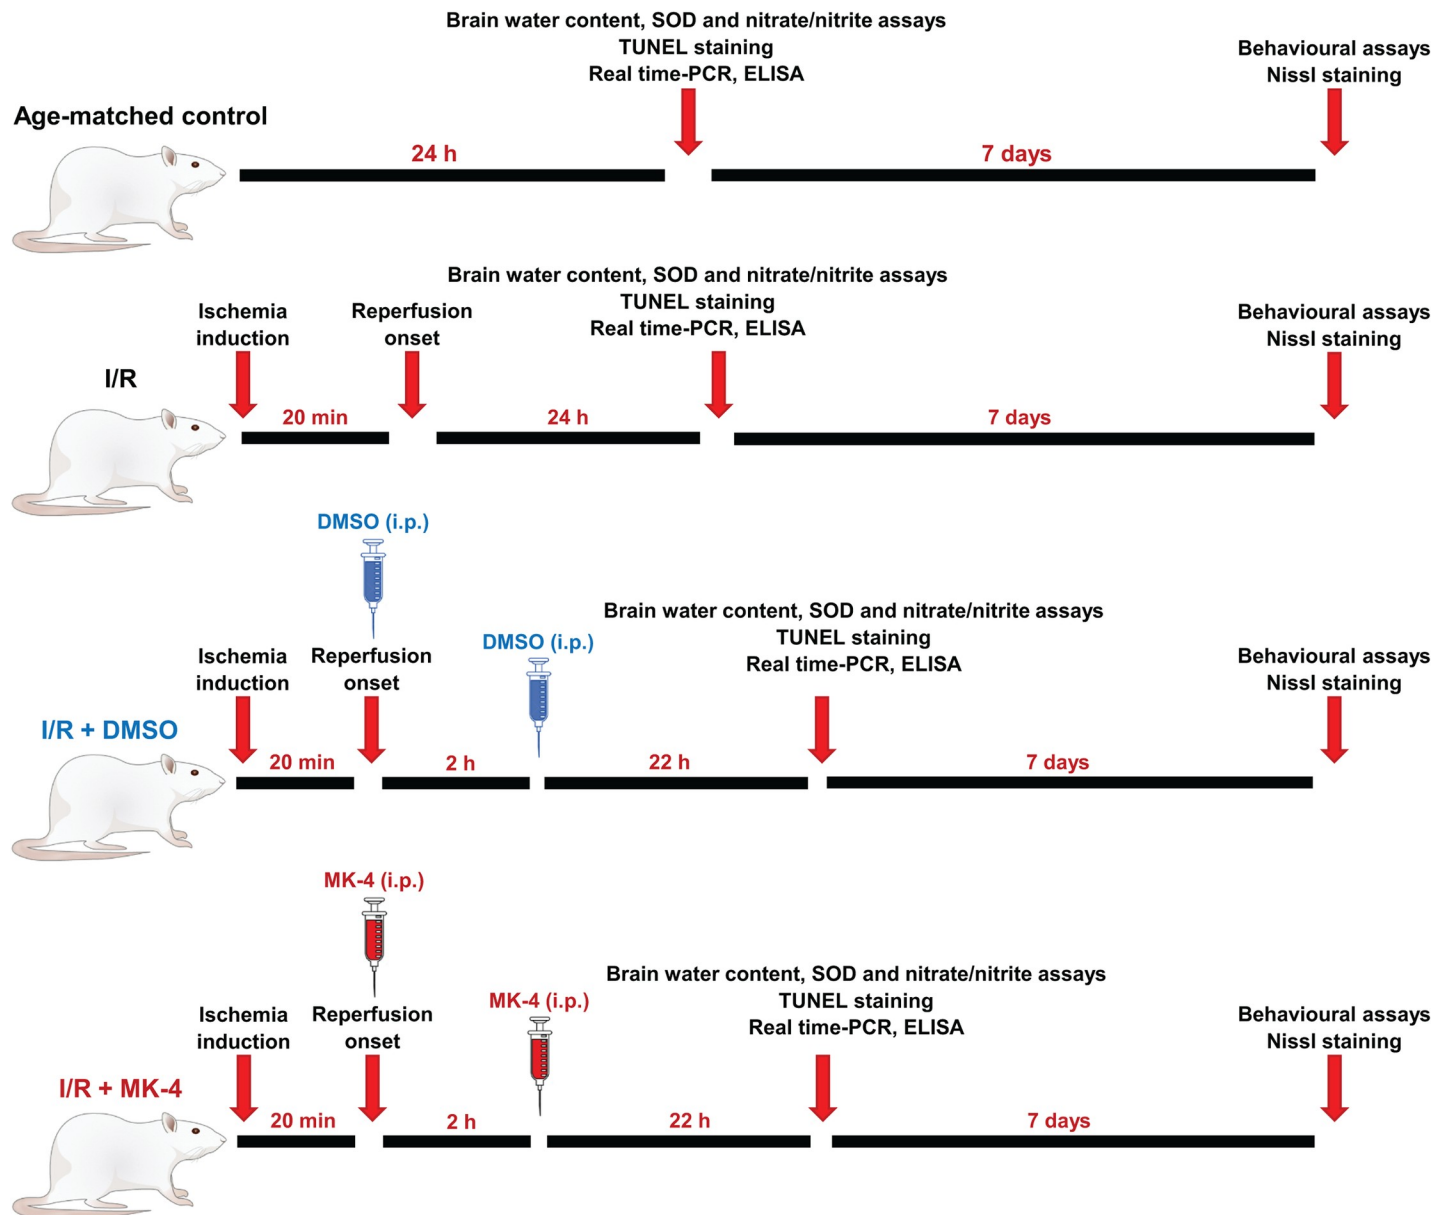 Brain water content, SOD and nitrate/nitrite assays
TUNEL staining
Real time-PCR, ELISA
Behavioural assays
Nissl staining
Age-matched control
24 h
7 days
Brain water content, SOD and nitrate/nitrite assays
TUNEL staining
Real time-PCR, ELISA
Ischemia
induction
Reperfusion
onset
Behavioural assays
Nissl staining
I/R
20 min
24 h
7 days
DMSO (i.p.)
Brain water content, SOD and nitrate/nitrite assays
TUNEL staining
Real time-PCR, ELISA
DMSO (i.p.)
Ischemia
induction
Reperfusion
onset
Behavioural assays
Nissl staining
I/R + DMSO
20 min
2 h
22 h
7 days
MK-4 (i.p.)
Brain water content, SOD and nitrate/nitrite assays
TUNEL staining
Real time-PCR, ELISA
MK-4 (i.p.)
Ischemia
induction
Reperfusion
onset
Behavioural assays
Nissl staining
I/R + MK-4
20 min
2 h
22 h
7 days